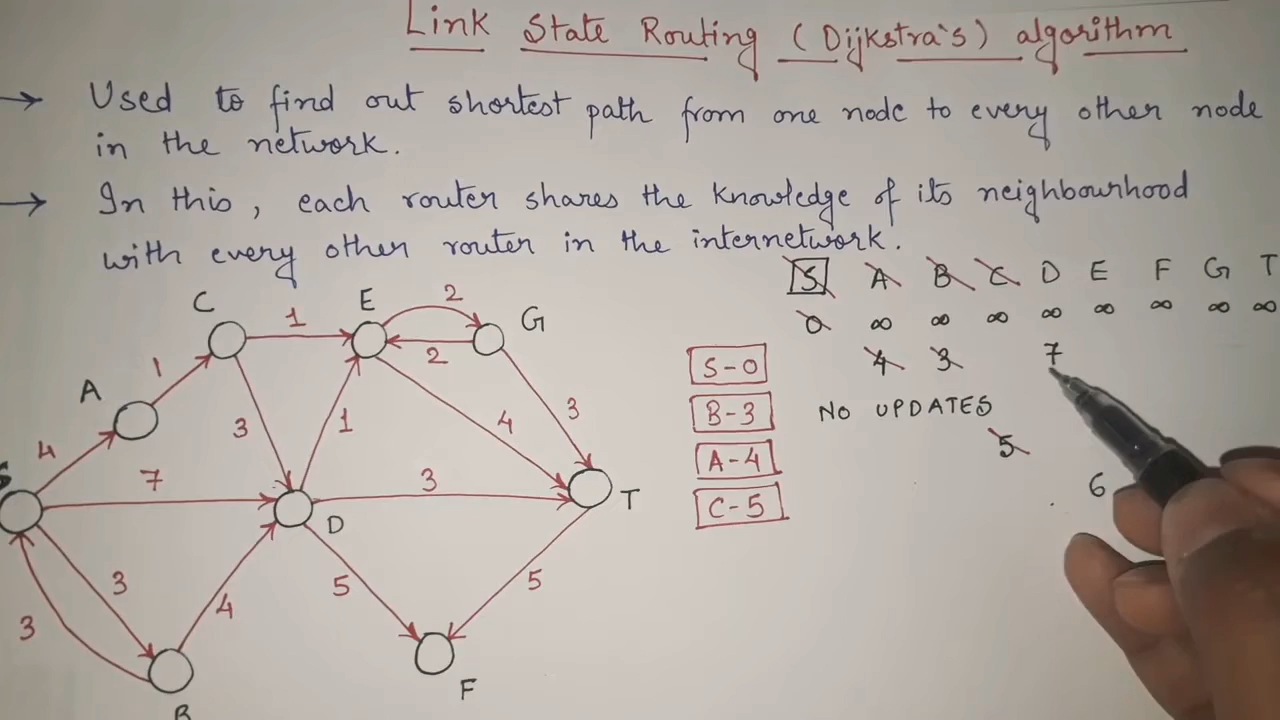 Link State Routing (Dijkstra's) algorithm
→ Used to find out shortest path from one node to every other node
in the network.
→ In this, each router shares the knowledge of its neighbourhood
with every other router in the internetwork.
S A B C D E F G T
0 ∞ ∞ ∞ ∞ ∞ ∞ ∞ ∞
4 3 7
NO UPDATES
5
6
S-0
B-3
A-4
C-5
C
E
G
A
S
D
T
B
F
1
1
2
2
4
3
1
4
3
7
3
3
3
4
5
5